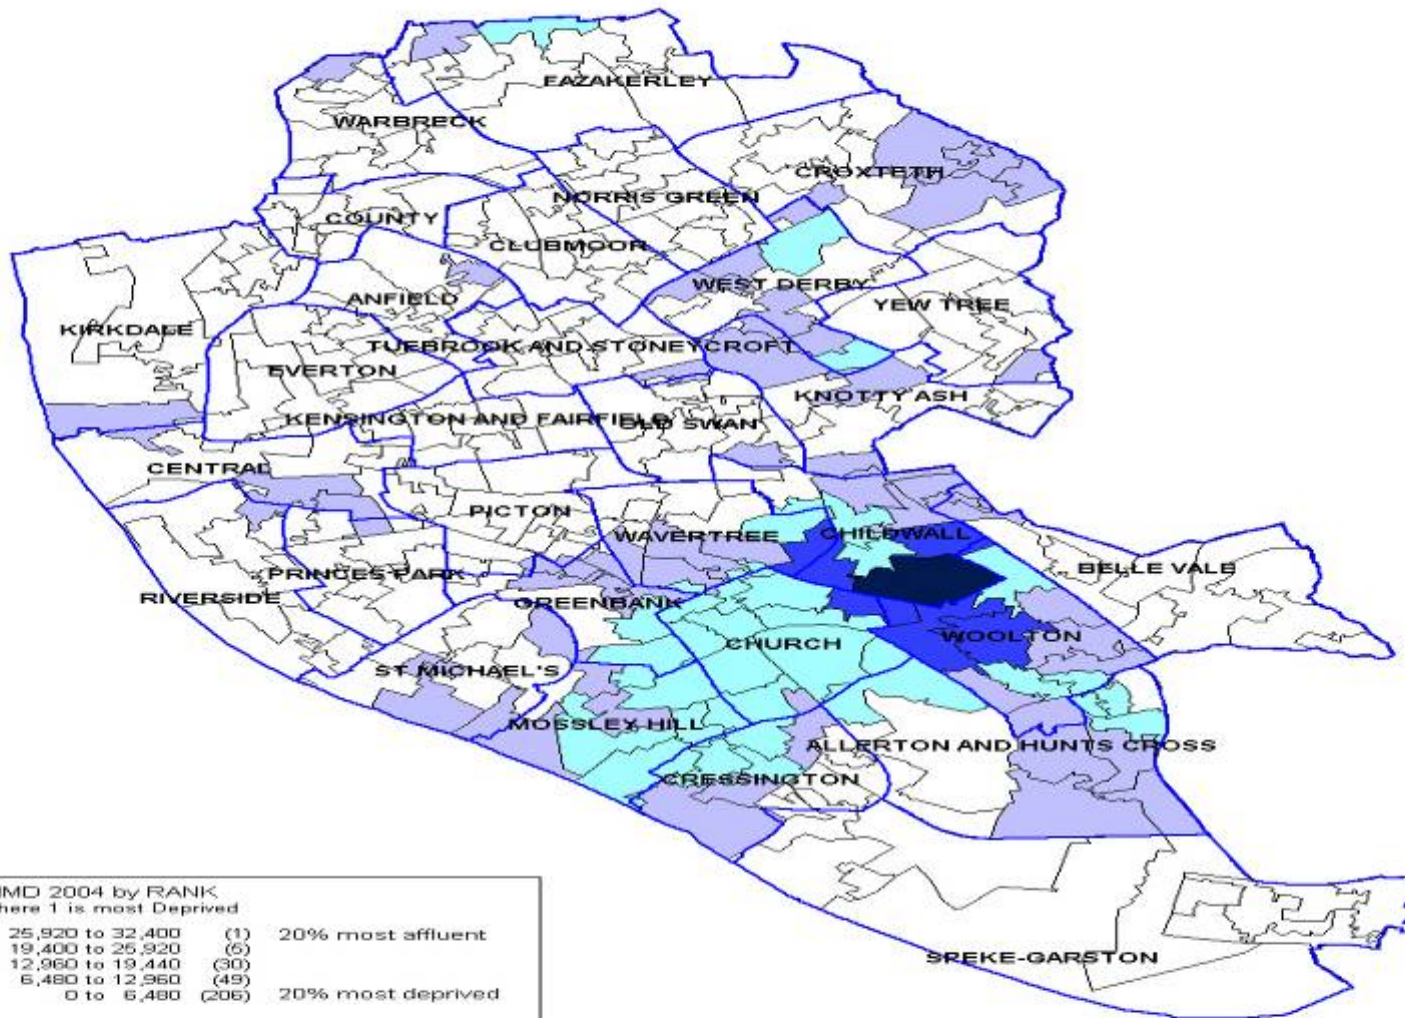 FAZAKERLEY
WARBRECK
CROXTETH
NORRIS GREEN
COUNTY
CLUBMOOR
WEST DERBY
ANFIELD
YEW TREE
KIRKDALE
TUEBROOK AND STONEYCROFT
EVERTON
KNOTTY ASH
KENSINGTON AND FAIRFIELD
OLD SWAN
CENTRAL
PICTON
WAVERTREE
CHILDWALL
BELLE VALE
PRINCES PARK
RIVERSIDE
GREENBANK
WOOLTON
CHURCH
ST MICHAEL'S
MOSSLEY HILL
ALLERTON AND HUNTS CROSS
CRESSINGTON
SPEKE-GARSTON
IMD 2004 by RANK
here 1 is most Deprived
25,920 to 32,400 (1) 20% most affluent
19,400 to 25,920 (5)
12,960 to 19,440 (30)
6,480 to 12,960 (49)
0 to 6,480 (206) 20% most deprived